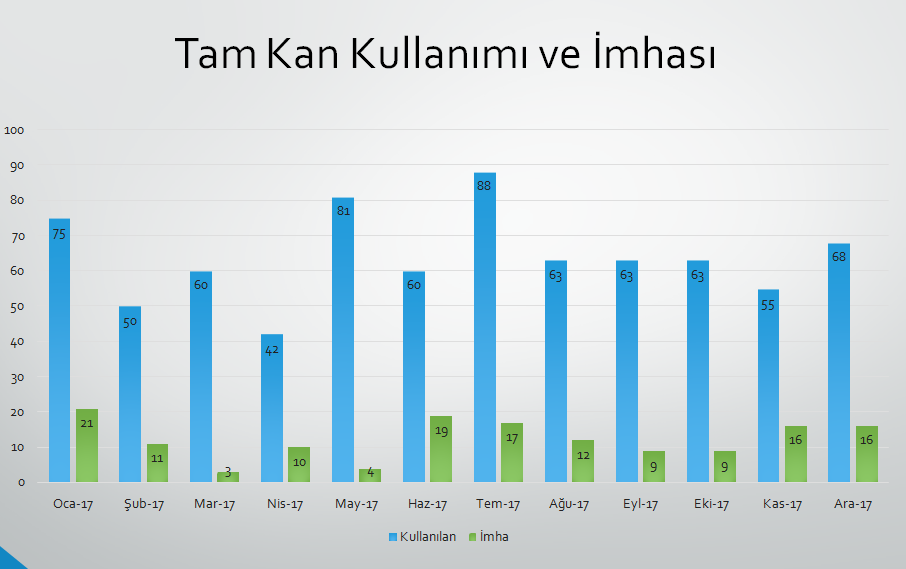 Tam Kan Kullanımı ve İmhası
100
90
80
70
60
50
40
30
20
10
0
75 50 60 42 81 60 88 63 63 63 55 68
21 11 3 10 4 19 17 12 9 9 16 16
Oca-17 Şub-17 Mar-17 Nis-17 May-17 Haz-17 Tem-17 Ağu-17 Eyl-17 Eki-17 Kas-17 Ara-17
Kullanılan İmha